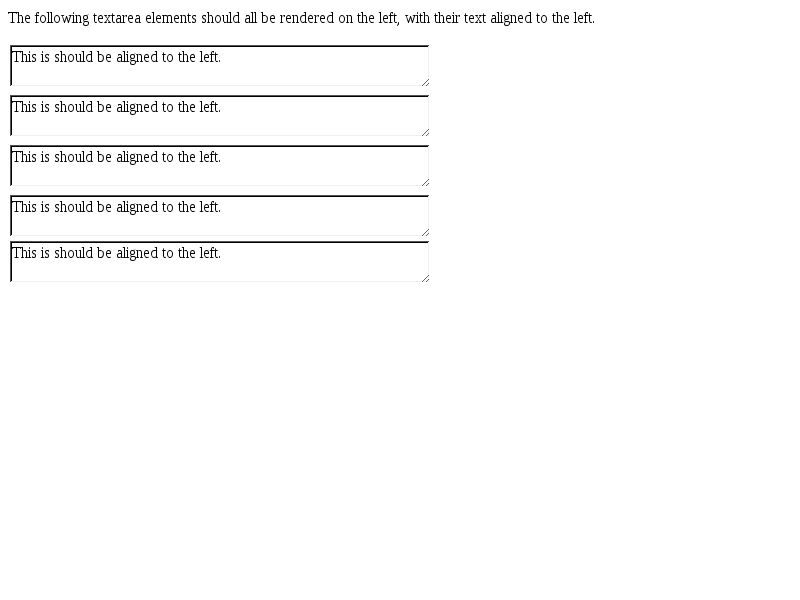 The following textarea elements should all be rendered on the left, with their text aligned to the left.
This is should be aligned to the left.
This is should be aligned to the left.
This is should be aligned to the left.
This is should be aligned to the left.
This is should be aligned to the left.